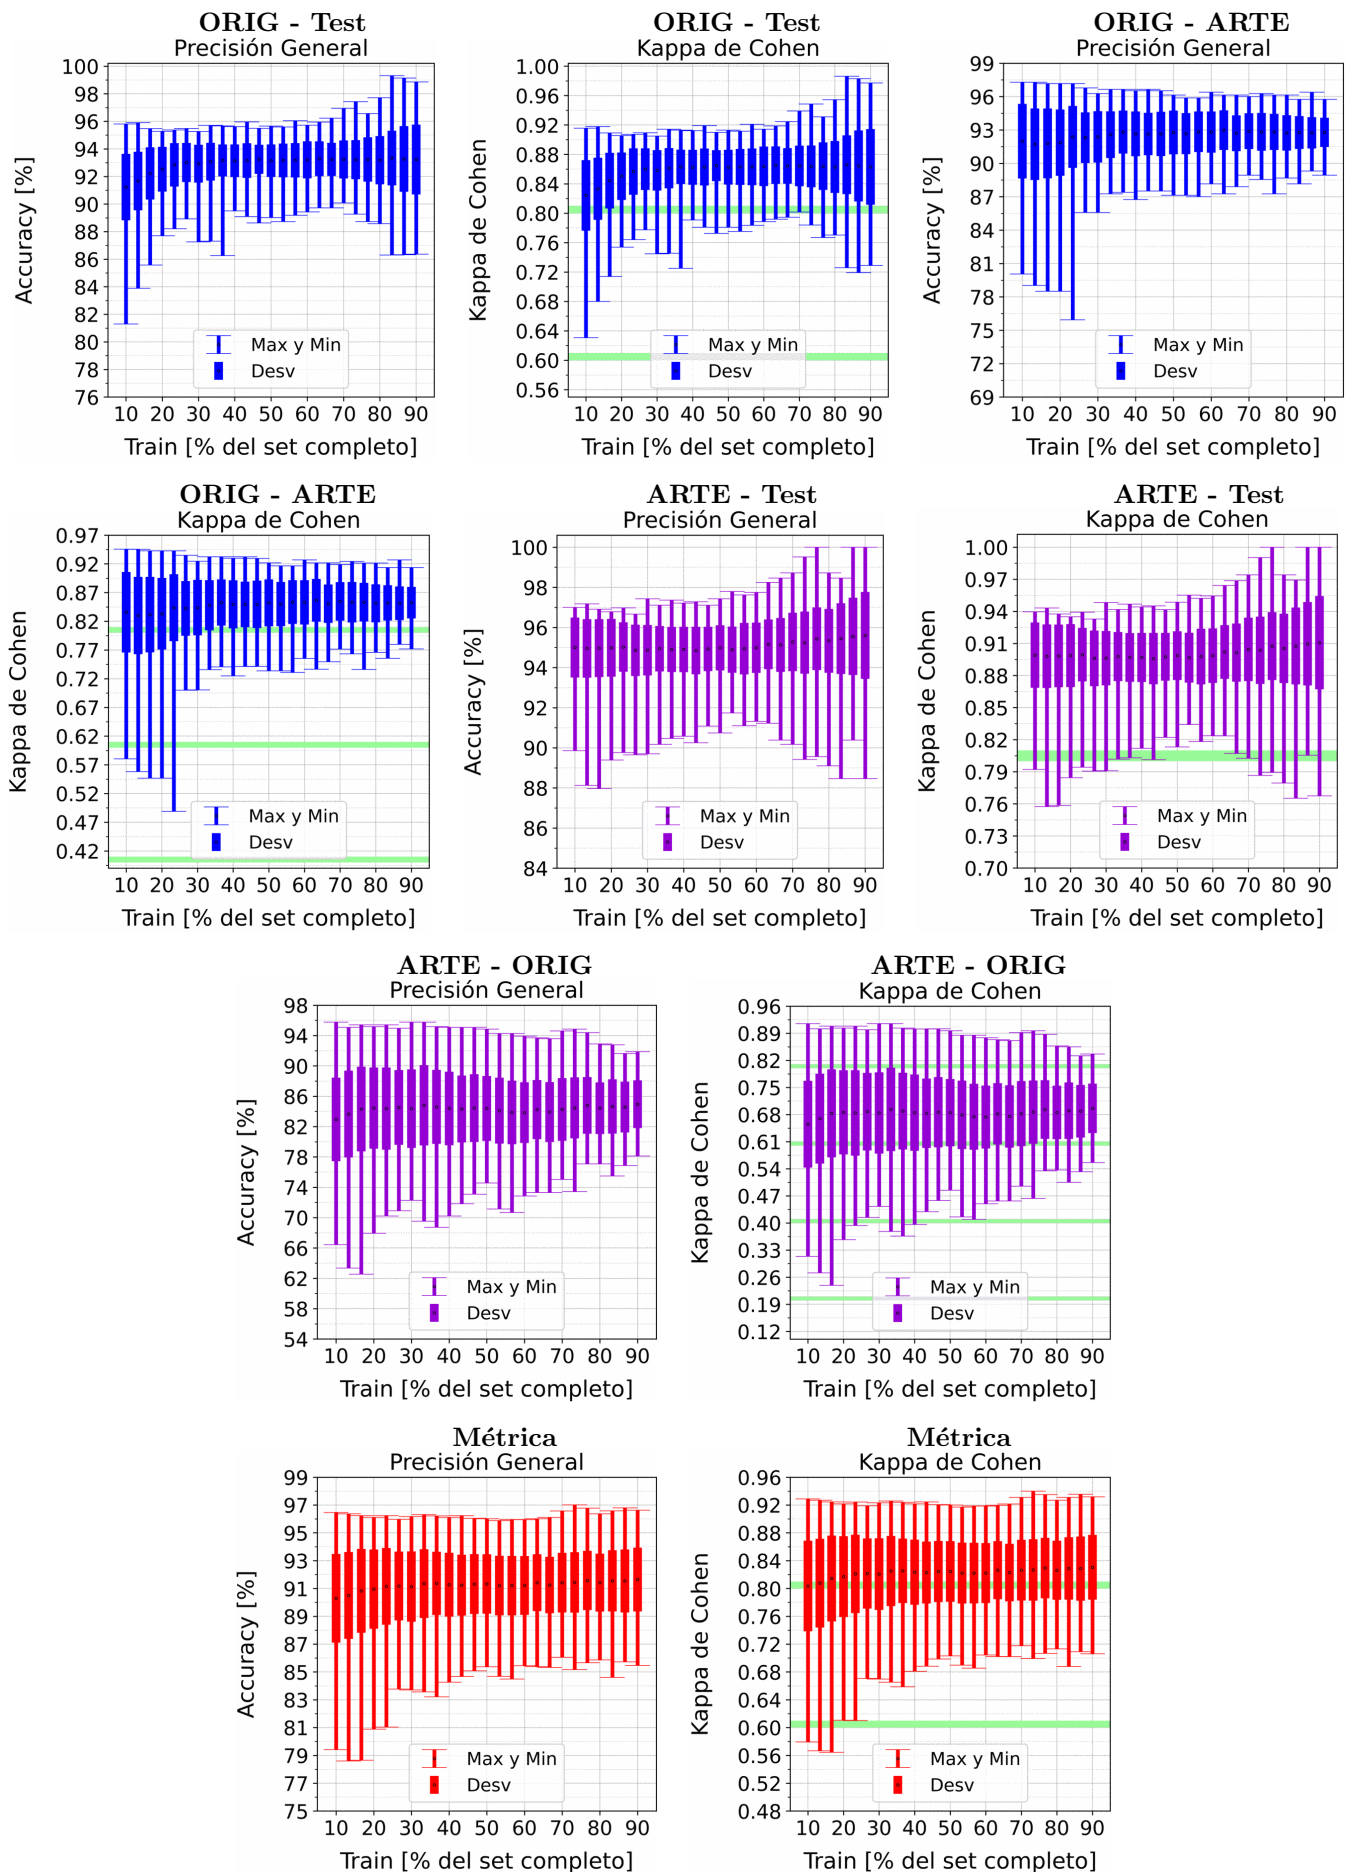 ORIG - Test
Precisión General
Accuracy [%]
100
98
96
94
92
90
88
86
84
82
80
78
76
Max y Min
Desv
10 20 30 40 50 60 70 80 90
Train [% del set completo]
ORIG - Test
Kappa de Cohen
Kappa de Cohen
1.00
0.96
0.92
0.88
0.84
0.80
0.76
0.72
0.68
0.64
0.60
0.56
Max y Min
Desv
10 20 30 40 50 60 70 80 90
Train [% del set completo]
ORIG - ARTE
Precisión General
Accuracy [%]
99
96
93
90
87
84
81
78
75
72
69
Max y Min
Desv
10 20 30 40 50 60 70 80 90
Train [% del set completo]
ORIG - ARTE
Kappa de Cohen
Kappa de Cohen
0.97
0.92
0.87
0.82
0.77
0.72
0.67
0.62
0.57
0.52
0.47
0.42
Max y Min
Desv
10 20 30 40 50 60 70 80 90
Train [% del set completo]
ARTE - Test
Precisión General
Accuracy [%]
100
98
96
94
92
90
88
86
84
Max y Min
Desv
10 20 30 40 50 60 70 80 90
Train [% del set completo]
ARTE - Test
Kappa de Cohen
Kappa de Cohen
1.00
0.97
0.94
0.91
0.88
0.85
0.82
0.79
0.76
0.73
0.70
Max y Min
Desv
10 20 30 40 50 60 70 80 90
Train [% del set completo]
ARTE - ORIG
Precisión General
Accuracy [%]
98
94
90
86
82
78
74
70
66
62
58
54
Max y Min
Desv
10 20 30 40 50 60 70 80 90
Train [% del set completo]
ARTE - ORIG
Kappa de Cohen
Kappa de Cohen
0.96
0.89
0.82
0.75
0.68
0.61
0.54
0.47
0.40
0.33
0.26
0.19
0.12
Max y Min
Desv
10 20 30 40 50 60 70 80 90
Train [% del set completo]
Métrica
Precisión General
Accuracy [%]
99
97
95
93
91
89
87
85
83
81
79
77
75
Max y Min
Desv
10 20 30 40 50 60 70 80 90
Train [% del set completo]
Métrica
Kappa de Cohen
Kappa de Cohen
0.96
0.92
0.88
0.84
0.80
0.76
0.72
0.68
0.64
0.60
0.56
0.52
0.48
Max y Min
Desv
10 20 30 40 50 60 70 80 90
Train [% del set completo]